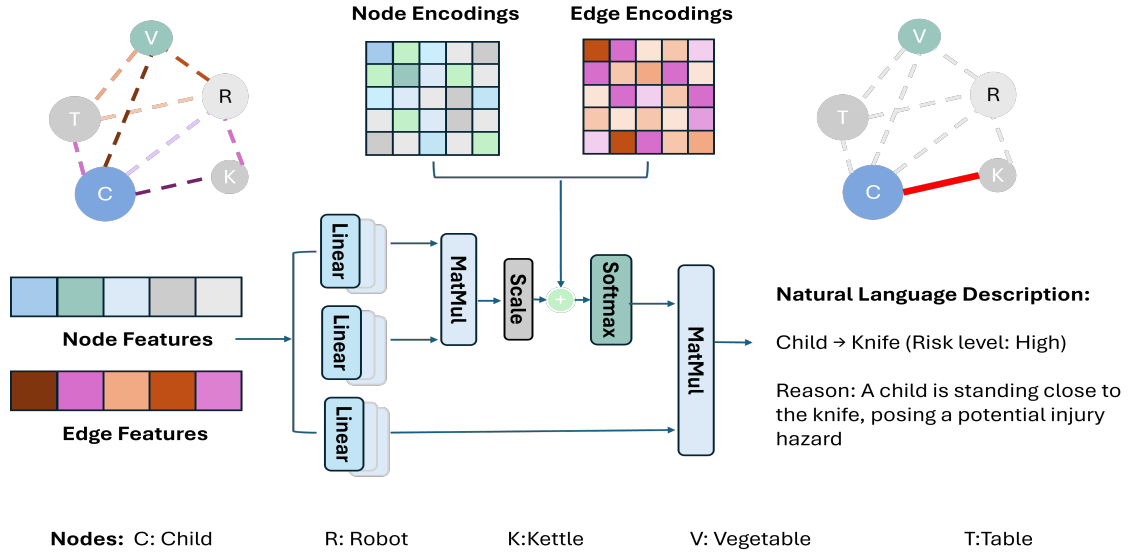 Node Encodings
Edge Encodings
V
R
T
K
C
V
R
T
K
C
Linear
Linear
Linear
MatMul
Scale
+
Softmax
MatMul
Node Features
Edge Features
Natural Language Description:
Child → Knife (Risk level: High)
Reason: A child is standing close to
the knife, posing a potential injury
hazard
Nodes: C: Child R: Robot K:Kettle V: Vegetable T:Table